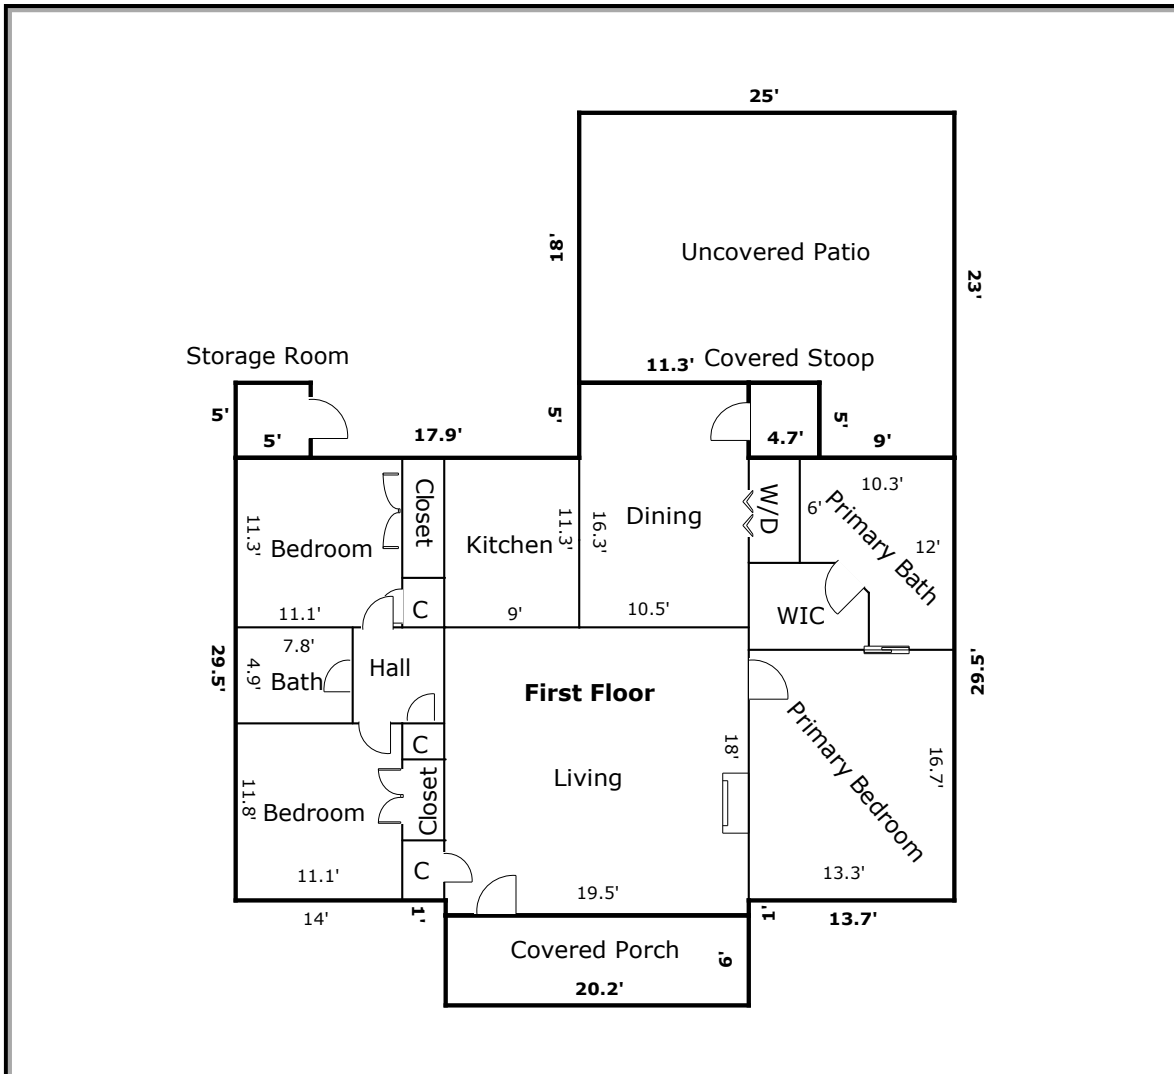 25'
18'
Uncovered Patio
23'
Storage Room
11.3'
Covered Stoop
5'
5'
17.9'
5'
4.7'
5'
9'
11.3'
Bedroom
11.1'
Closet
C
Kitchen
11.3'
9'
16.3'
Dining
10.5'
W/D
6'
10.3'
Primary Bath
12'
WIC
29.5'
7.8'
4.9'
Bath
Hall
First Floor
29.5'
C
18'
Living
Primary Bedroom
16.7'
11.8'
Bedroom
Closet
11.1'
C
19.5'
13.3'
14'
1'
1'
13.7'
Covered Porch
6'
20.2'